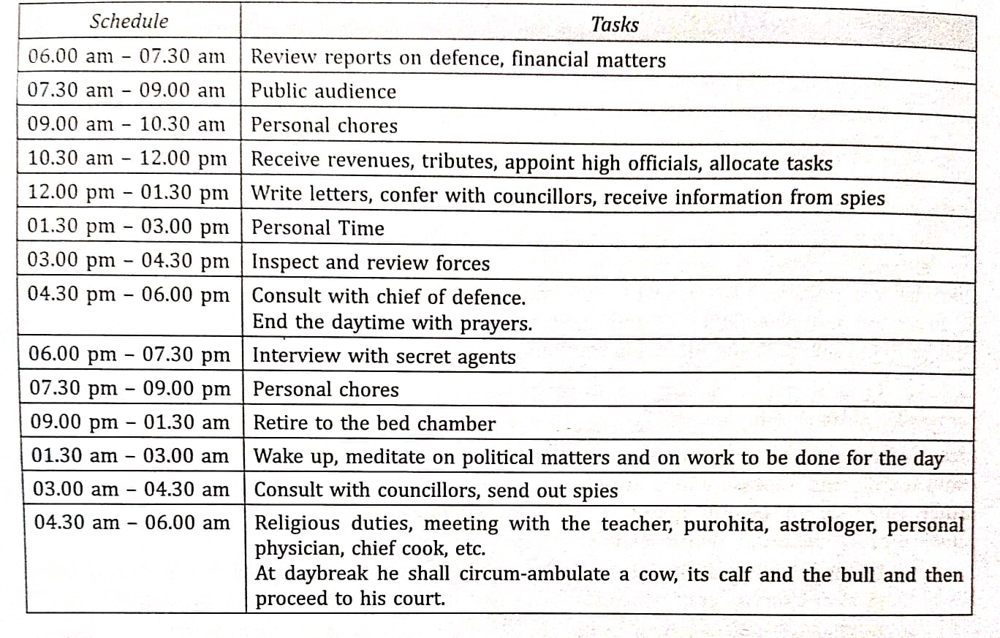 Schedule Tasks
06.00 am – 07.30 am Review reports on defence, financial matters
07.30 am – 09.00 am Public audience
09.00 am – 10.30 am Personal chores
10.30 am – 12.00 pm Receive revenues, tributes, appoint high officials, allocate tasks
12.00 pm – 01.30 pm Write letters, confer with councillors, receive information from spies
01.30 pm – 03.00 pm Personal Time
03.00 pm – 04.30 pm Inspect and review forces
04.30 pm – 06.00 pm Consult with chief of defence.
End the daytime with prayers.
06.00 pm – 07.30 pm Interview with secret agents
07.30 pm – 09.00 pm Personal chores
09.00 pm – 01.30 am Retire to the bed chamber
01.30 am – 03.00 am Wake up, meditate on political matters and on work to be done for the day
03.00 am – 04.30 am Consult with councillors, send out spies
04.30 am – 06.00 am Religious duties, meeting with the teacher, purohita, astrologer, personal
physician, chief cook, etc.
At daybreak he shall circum-ambulate a cow, its calf and the bull and then
proceed to his court.